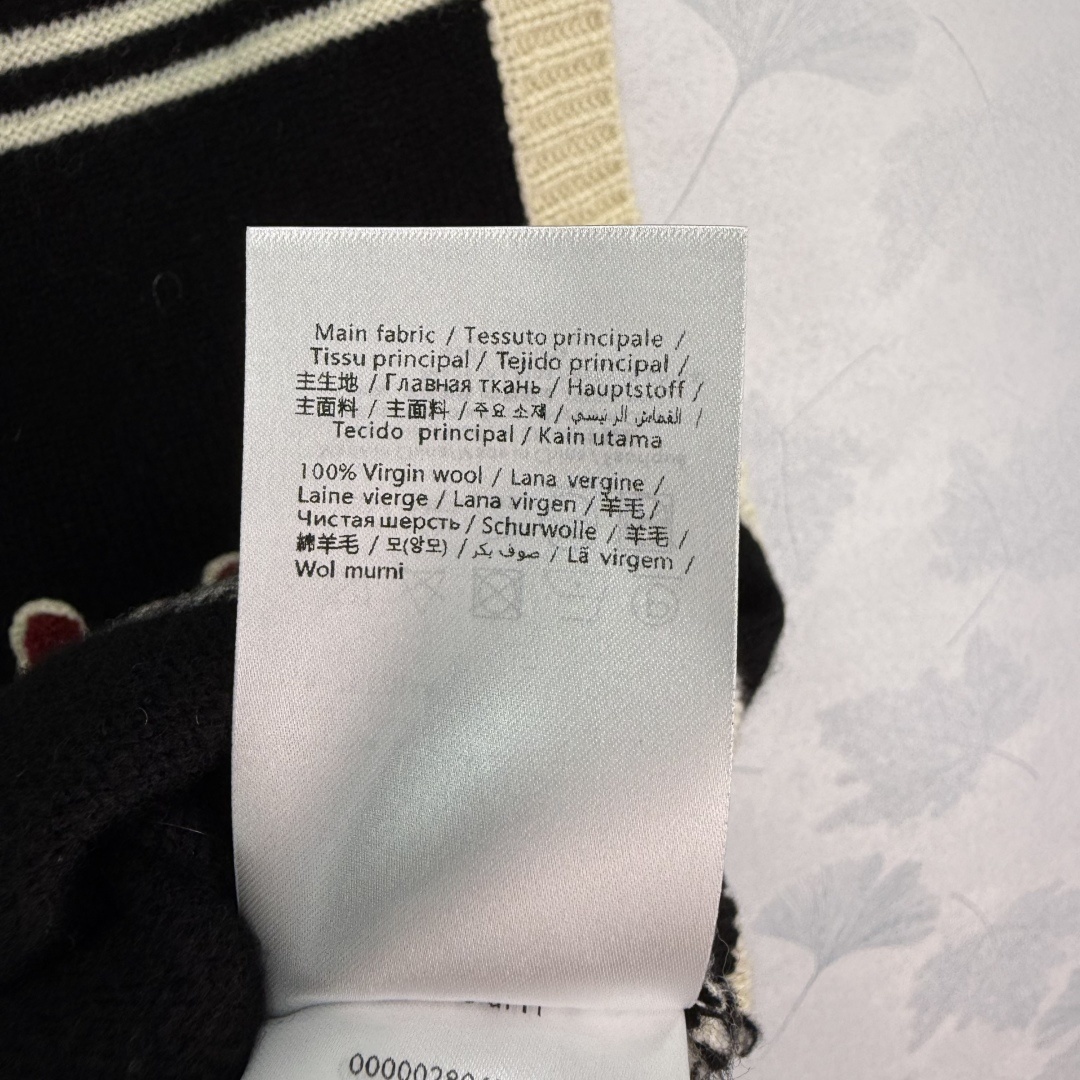 Main fabric / Tessuto principale /
Tissu principal / Tejido principal /
主生地 / Главная ткань / Hauptstoff /
主面料 / 主面料 / 주요 소재 / القماش الرئيسي /
Tecido principal / Kain utama
100% Virgin wool / Lana vergine /
Laine vierge / Lana virgen / 羊毛 /
Чистая шерсть / Schurwolle / 羊毛 /
綿羊毛 / 모(양모) / صوف بكر / Lã virgem /
Wol murni